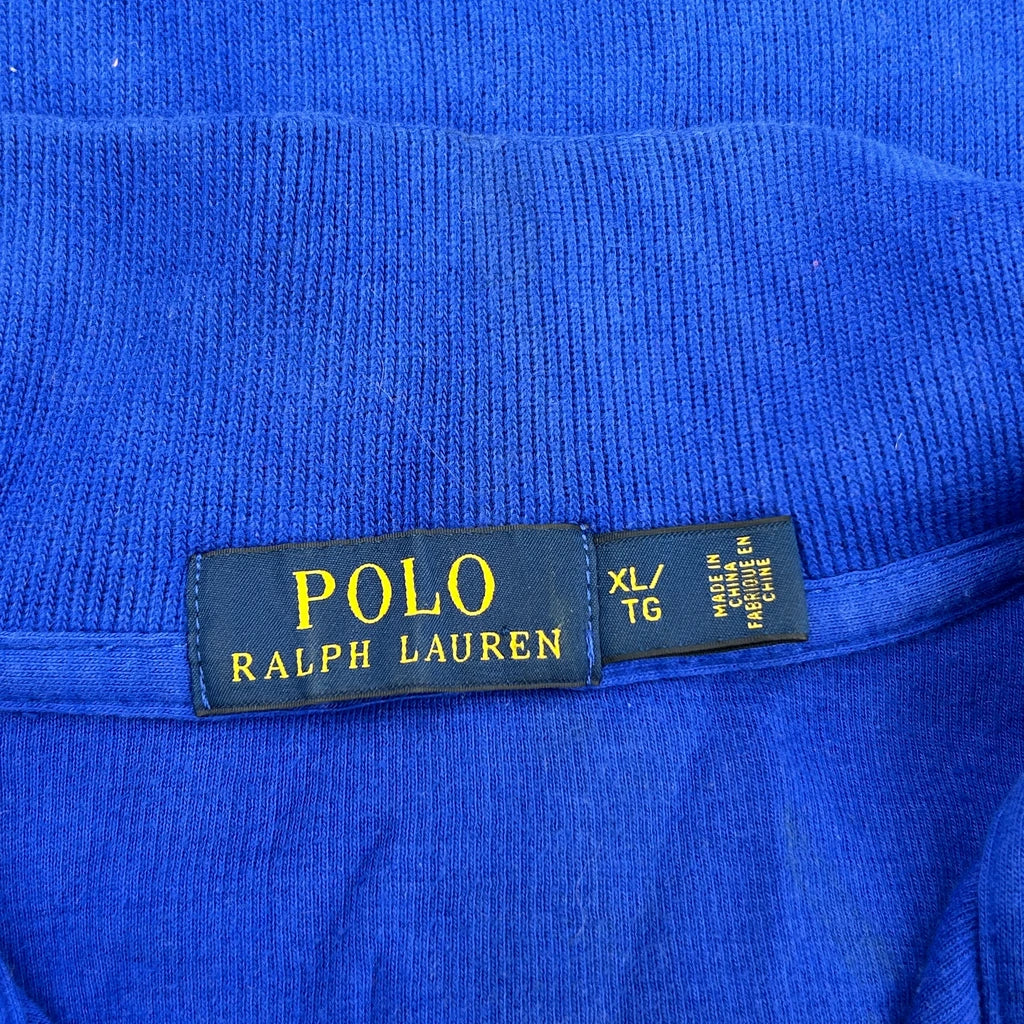 POLO
RALPH LAUREN
XL/
TG
MADE IN
CHINA
FABRIQUE EN
CHINE